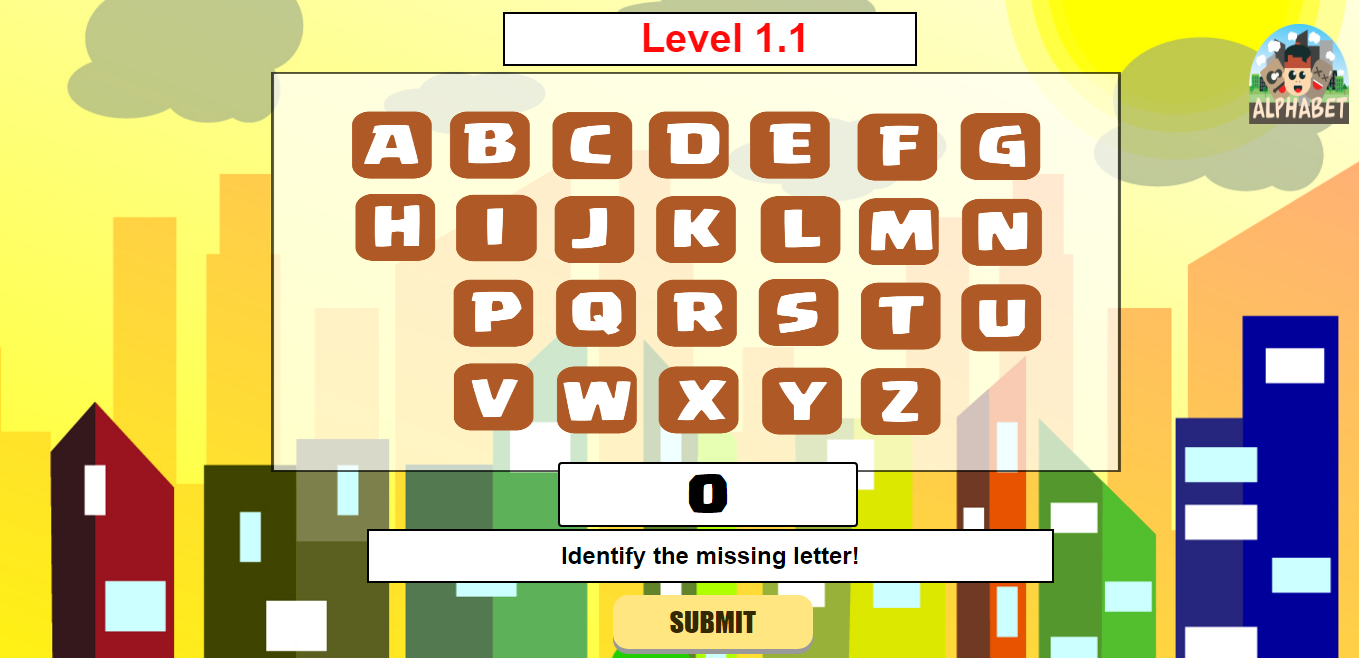 Level 1.1
ALPHABET
A B C D E F G
H I J K L M N
P Q R S T U
V W X Y Z
O
Identify the missing letter!
SUBMIT